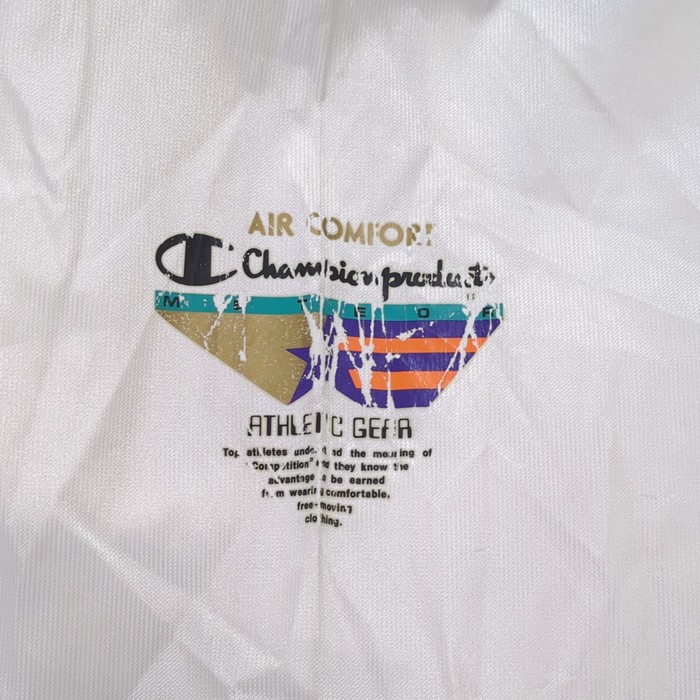 AIR COMFORT
Champion products
METEOR
ATHLETIC GEAR
Top athletes understand the meaning of
"Competition" and they know the
advantage to be earned
from wearing comfortable,
free-moving
clothing.